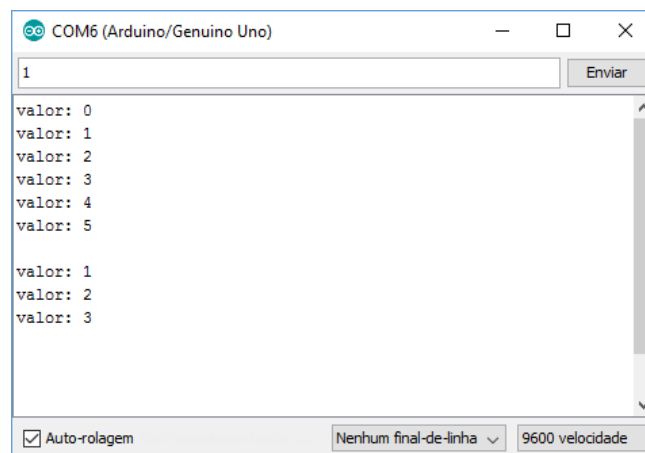 COM6 (Arduino/Genuino Uno)
1
Enviar
valor: 0
valor: 1
valor: 2
valor: 3
valor: 4
valor: 5
valor: 1
valor: 2
valor: 3
Auto-rolagem
Nenhum final-de-linha
9600 velocidade